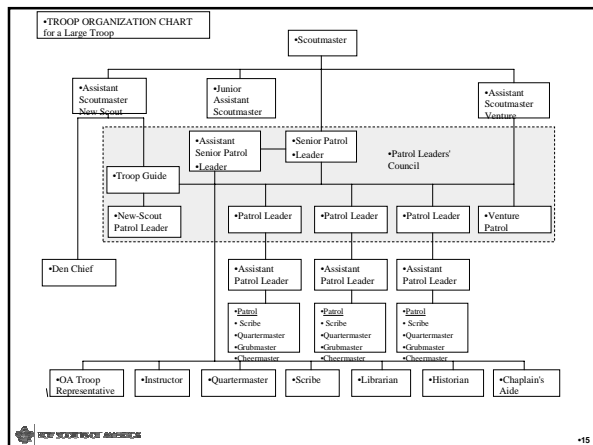 •TROOP ORGANIZATION CHART
for a Large Troop
•Scoutmaster
•Assistant
Scoutmaster
New Scout
•Junior
Assistant
Scoutmaster
•Assistant
Scoutmaster
Venture
•Assistant
Senior Patrol
•Leader
•Senior Patrol
•Leader
•Patrol Leaders'
Council
•Troop Guide
•New-Scout
Patrol Leader
•Patrol Leader
•Patrol Leader
•Patrol Leader
•Venture
Patrol
•Den Chief
•Assistant
Patrol Leader
•Assistant
Patrol Leader
•Assistant
Patrol Leader
•Patrol
• Scribe
•Quartermaster
•Grubmaster
•Cheermaster
•Patrol
•Scribe
•Quartermaster
•Grubmaster
•Cheermaster
•Patrol
•Scribe
•Quartermaster
•Grubmaster
•Cheermaster
•OA Troop
Representative
•Instructor
•Quartermaster
•Scribe
•Librarian
•Historian
•Chaplain's
Aide
\
BOY SCOUTS OF AMERICA
•15